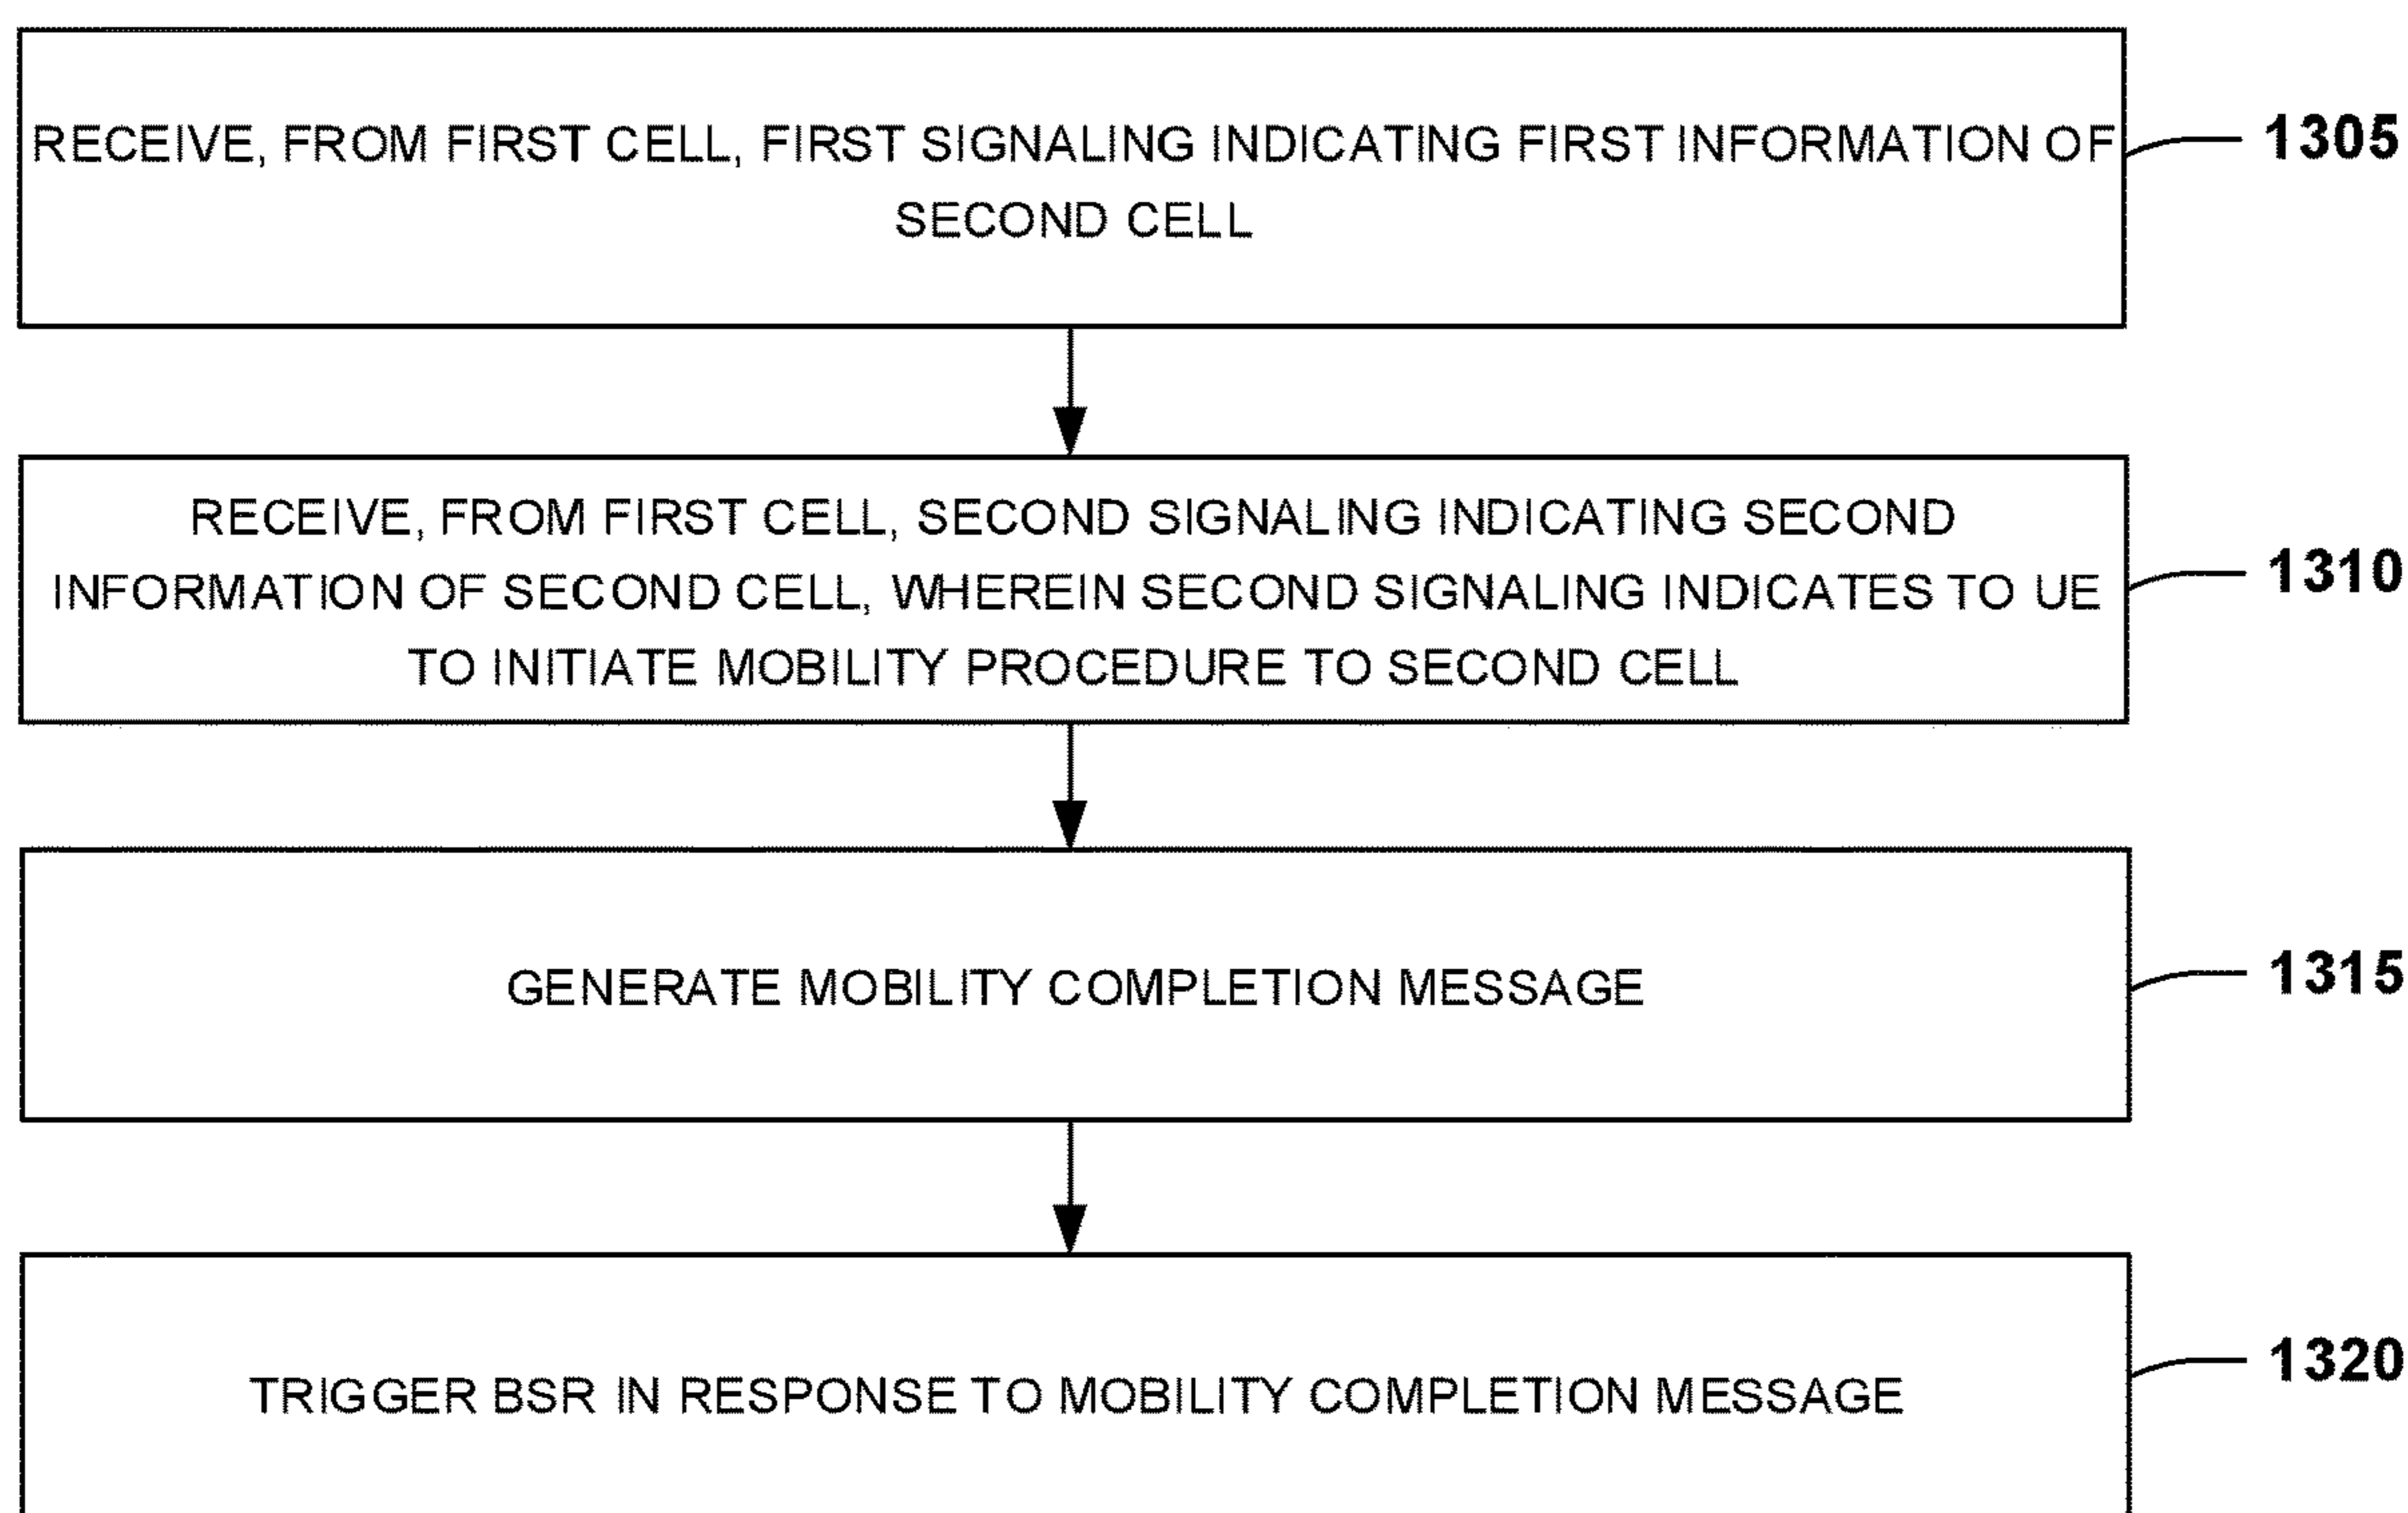 RECEIVE, FROM FIRST CELL, FIRST SIGNALING INDICATING FIRST INFORMATION OF
SECOND CELL
1305
RECEIVE, FROM FIRST CELL, SECOND SIGNALING INDICATING SECOND
INFORMATION OF SECOND CELL, WHEREIN SECOND SIGNALING INDICATES TO UE
TO INITIATE MOBILITY PROCEDURE TO SECOND CELL
1310
GENERATE MOBILITY COMPLETION MESSAGE
1315
TRIGGER BSR IN RESPONSE TO MOBILITY COMPLETION MESSAGE
1320